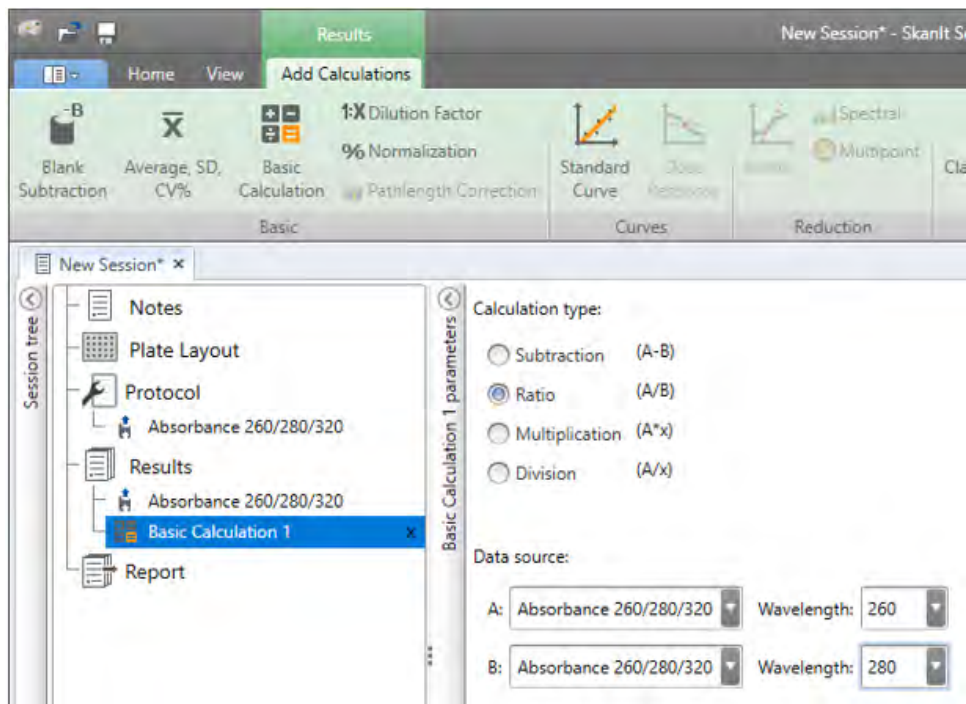 Results
New Session* - SkanIt S
Home View Add Calculations
-B
Blank Subtraction
X
Average, SD, CV%
Basic Calculation
1:X Dilution Factor
% Normalization
Pathlength Correction
Basic
Standard Curve
Dose Response
Curves
Spectral
Multipoint
Reduction
Cla
New Session* ×
Session tree
Notes
Plate Layout
Protocol
Absorbance 260/280/320
Results
Absorbance 260/280/320
Basic Calculation 1 x
Report
Basic Calculation 1 parameters
Calculation type:
Subtraction (A-B)
Ratio (A/B)
Multiplication (A*x)
Division (A/x)
Data source:
A: Absorbance 260/280/320 Wavelength: 260
B: Absorbance 260/280/320 Wavelength: 280